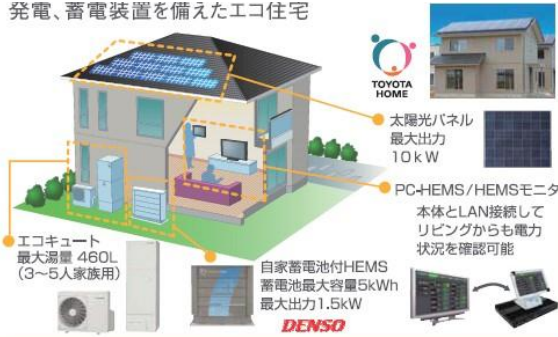 発電、蓄電装置を備えたエコ住宅
TOYOTA
HOME
太陽光パネル
最大出力
10kW
PC-HEMS/HEMSモニタ
本体とLAN接続して
リビングからも電力
状況を確認可能
エコキュート
最大湯量 460L
(3~5人家族用)
自家蓄電池付HEMS
蓄電池最大容量5kWh
最大出力1.5kW
DENSO